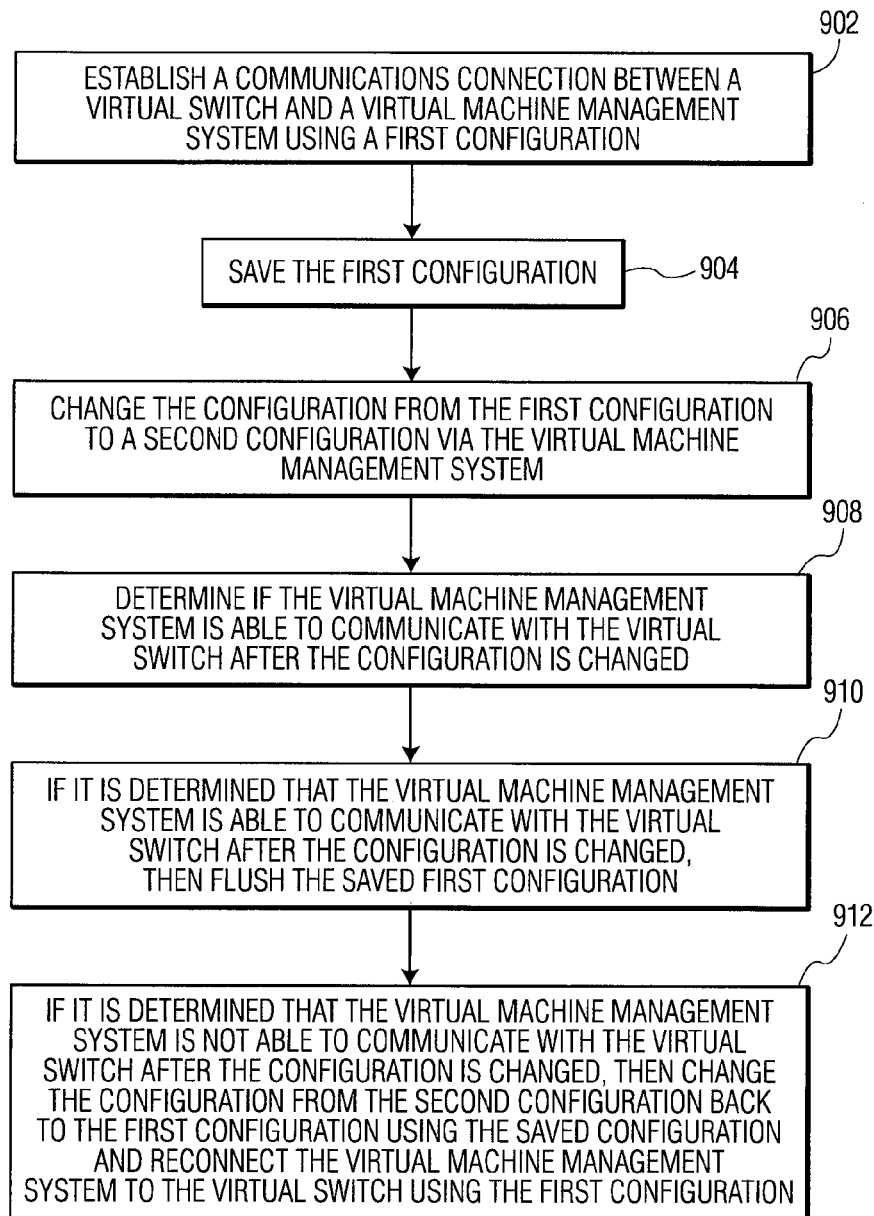 902
ESTABLISH A COMMUNICATIONS CONNECTION BETWEEN A
VIRTUAL SWITCH AND A VIRTUAL MACHINE MANAGEMENT
SYSTEM USING A FIRST CONFIGURATION
SAVE THE FIRST CONFIGURATION
904
906
CHANGE THE CONFIGURATION FROM THE FIRST CONFIGURATION
TO A SECOND CONFIGURATION VIA THE VIRTUAL MACHINE
MANAGEMENT SYSTEM
908
DETERMINE IF THE VIRTUAL MACHINE MANAGEMENT
SYSTEM IS ABLE TO COMMUNICATE WITH THE VIRTUAL
SWITCH AFTER THE CONFIGURATION IS CHANGED
910
IF IT IS DETERMINED THAT THE VIRTUAL MACHINE MANAGEMENT
SYSTEM IS ABLE TO COMMUNICATE WITH THE VIRTUAL
SWITCH AFTER THE CONFIGURATION IS CHANGED,
THEN FLUSH THE SAVED FIRST CONFIGURATION
912
IF IT IS DETERMINED THAT THE VIRTUAL MACHINE MANAGEMENT
SYSTEM IS NOT ABLE TO COMMUNICATE WITH THE VIRTUAL
SWITCH AFTER THE CONFIGURATION IS CHANGED, THEN CHANGE
THE CONFIGURATION FROM THE SECOND CONFIGURATION BACK
TO THE FIRST CONFIGURATION USING THE SAVED CONFIGURATION
AND RECONNECT THE VIRTUAL MACHINE MANAGEMENT
SYSTEM TO THE VIRTUAL SWITCH USING THE FIRST CONFIGURATION